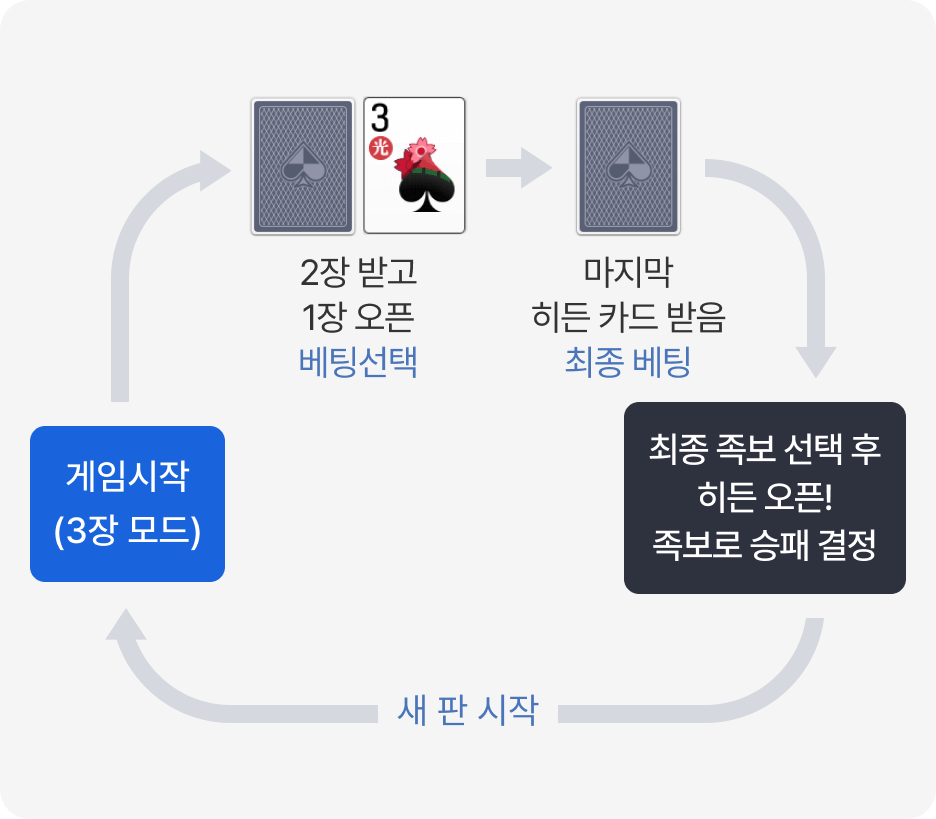 3
光
2장 받고
1장 오픈
베팅선택
마지막
히든 카드 받음
최종 베팅
게임시작
(3장 모드)
최종 족보 선택 후
히든 오픈!
족보로 승패 결정
새 판 시작